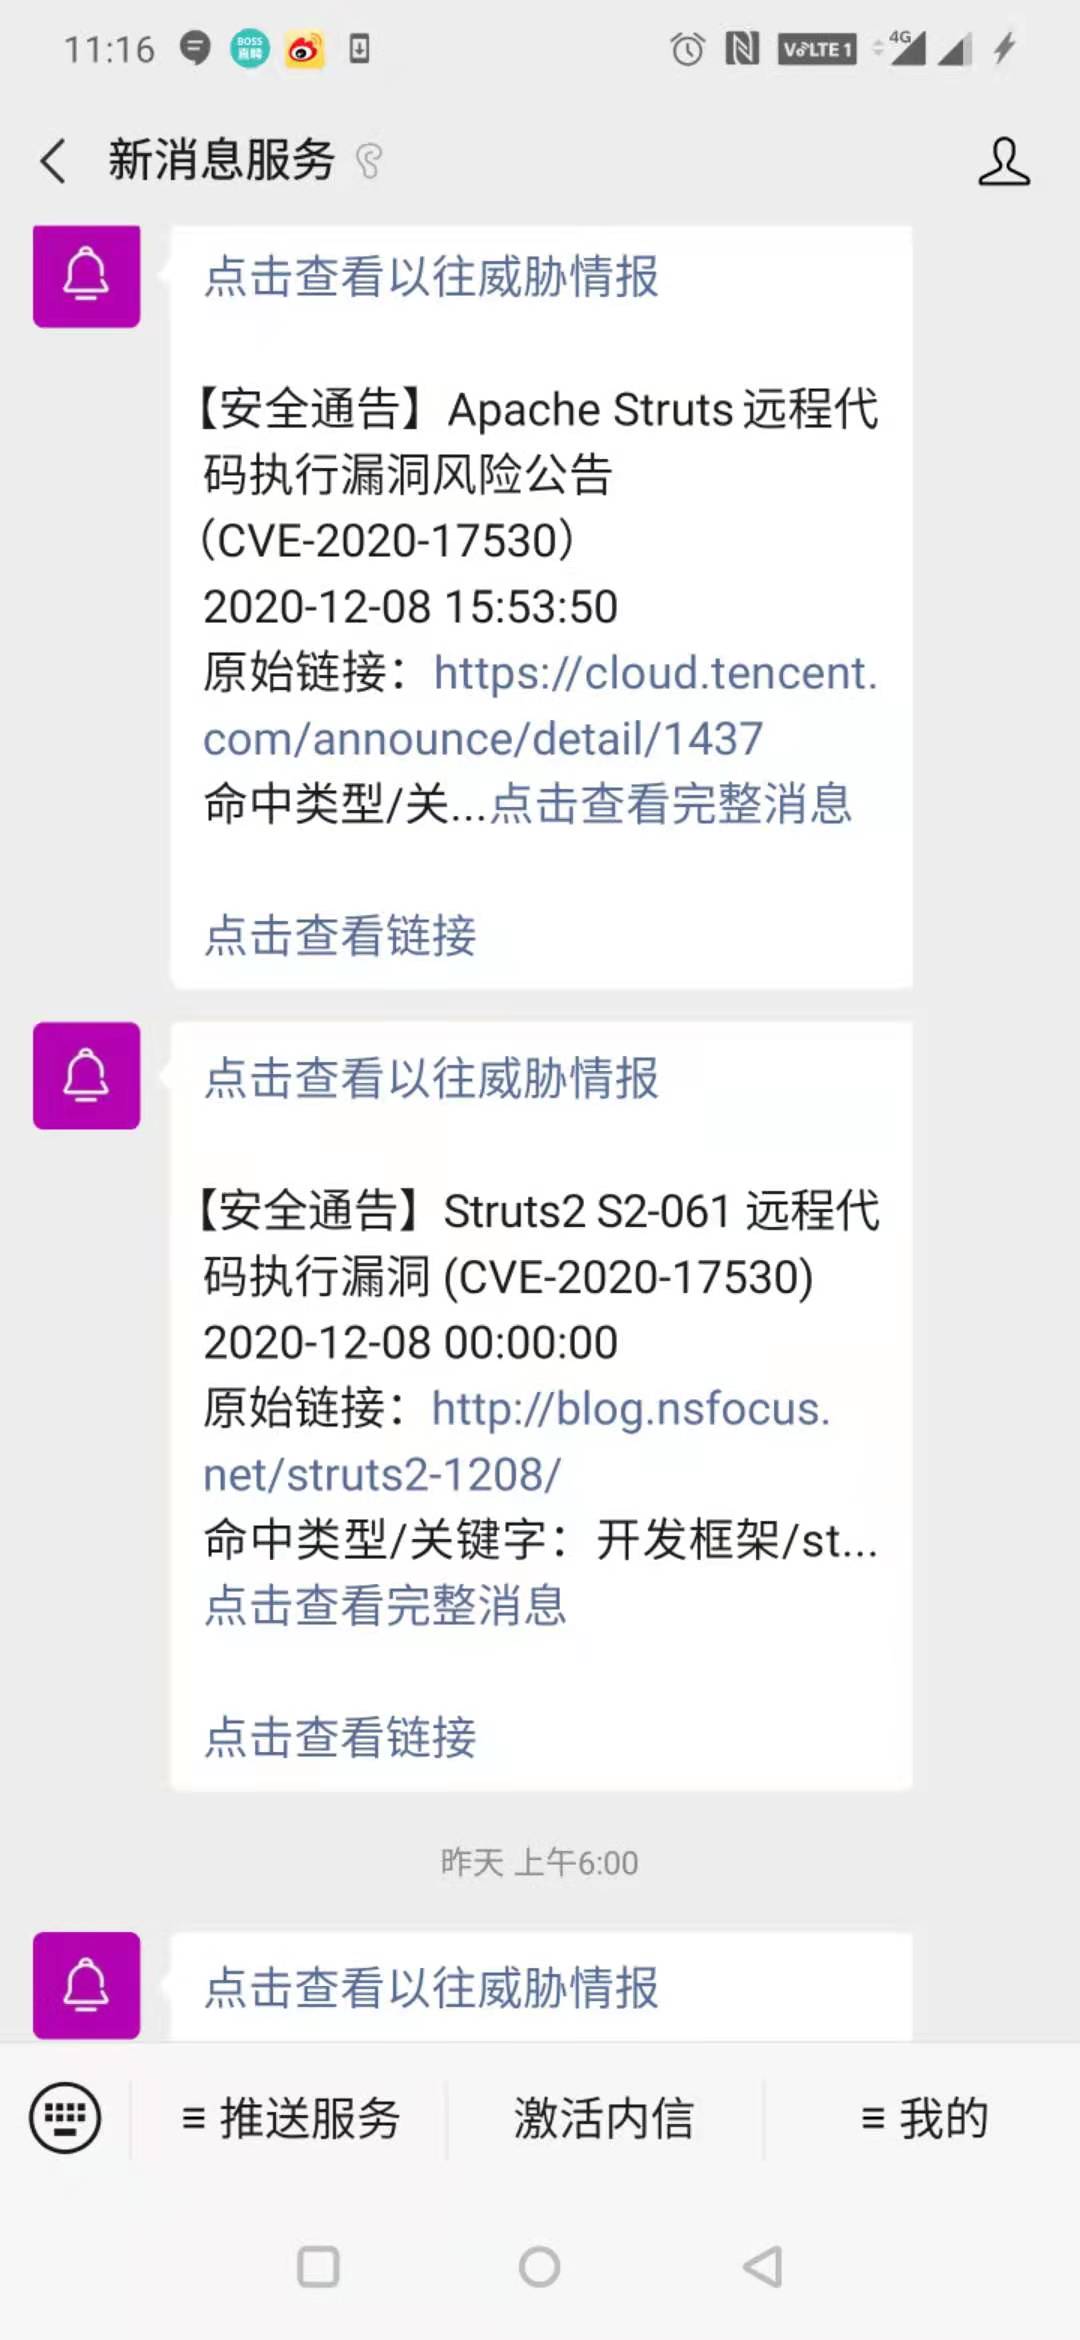 11:16
BOSS
直聘
VoLTE 1
4G
新消息服务
点击查看以往威胁情报
【安全通告】Apache Struts 远程代
码执行漏洞风险公告
（CVE-2020-17530）
2020-12-08 15:53:50
原始链接：https://cloud.tencent.
com/announce/detail/1437
命中类型/关...点击查看完整消息
点击查看链接
点击查看以往威胁情报
【安全通告】Struts2 S2-061 远程代
码执行漏洞 (CVE-2020-17530)
2020-12-08 00:00:00
原始链接：http://blog.nsfocus.
net/struts2-1208/
命中类型/关键字：开发框架/st...
点击查看完整消息
点击查看链接
昨天 上午6:00
点击查看以往威胁情报
推送服务
激活内信
我的